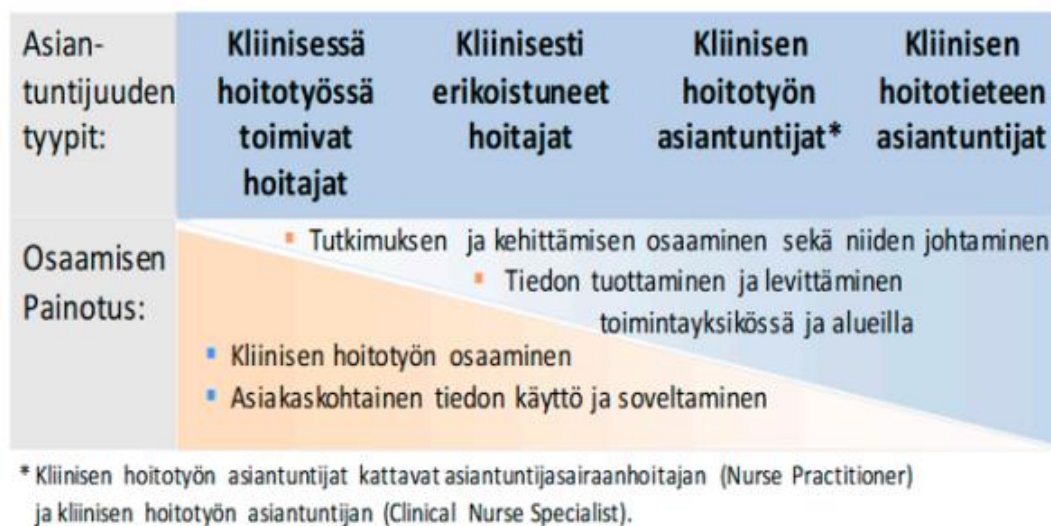 Asian-
tuntijuuden
tyypit:
Kliinisessä
hoitotyössä
toimivat
hoitajat
Kliinisesti
erikoistuneet
hoitajat
Kliinisen
hoitotyön
asiantuntijat*
Kliinisen
hoitotieteen
asiantuntijat
Osaamisen
Painotus:
▪ Tutkimuksen ja kehittämisen osaaminen sekä niiden johtaminen
▪ Tiedon tuottaminen ja levittäminen
toimintayksikössä ja alueilla
▪ Kliinisen hoitotyön osaaminen
▪ Asiakaskohtainen tiedon käyttö ja soveltaminen
* Kliinisen hoitotyön asiantuntijat kattavat asiantuntijasairaanhoitajan (Nurse Practitioner)
ja kliinisen hoitotyön asiantuntijan (Clinical Nurse Specialist).